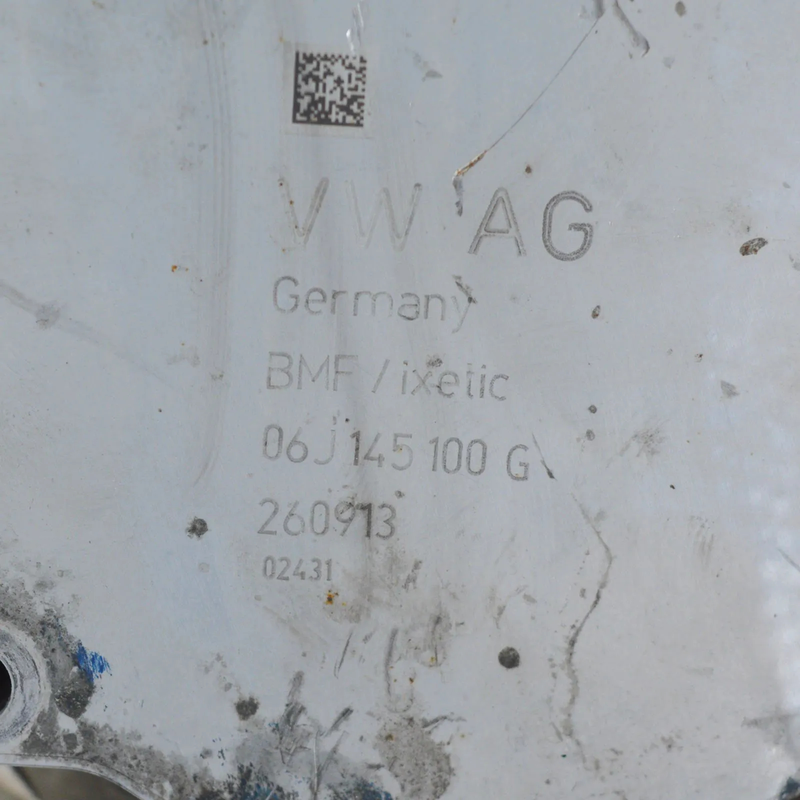 VW AG
Germany
BMF / ixetic
06J 145 100 G
260913
02431